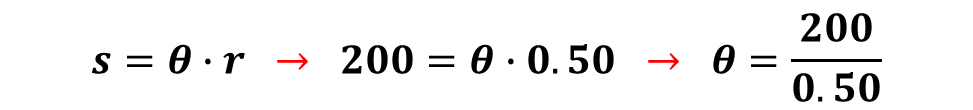 s = θ · r → 200 = θ · 0.50 → θ = 200/0.50